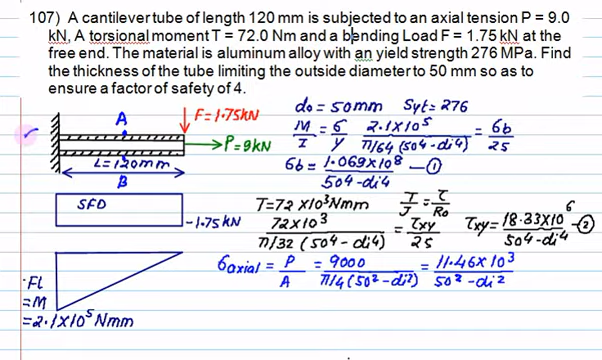 107) A cantilever tube of length 120 mm is subjected to an axial tension P = 9.0
kN, A torsional moment T = 72.0 Nm and a bending Load F = 1.75 kN at the
free end. The material is aluminum alloy with an yield strength 276 MPa. Find
the thickness of the tube limiting the outside diameter to 50 mm so as to
ensure a factor of safety of 4.
A
F=1.75KN
P=9KN
L=120mm
B
do = 50mm Syt = 276
M/I = σ/y 2.1×10⁵ / π/64 (50⁴-di⁴) = σb/25
σb = 1.069×10⁸ / 50⁴-di⁴ —①
SFD
-1.75 KN
T=72×10³Nmm T/J = τ/Ro
72×10³ / π/32 (50⁴-di⁴) = τxy/25 τxy = 18.33×10⁶ / 50⁴-di⁴ —②
σaxial = P/A = 9000 / π/4(50²-di²) = 11.46×10³ / 50²-di²
-FL
=M
=2.1×10⁵Nmm